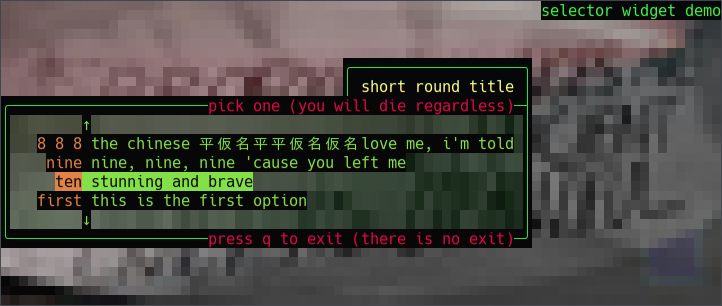 selector widget demo
short round title
pick one (you will die regardless)
↑
8 8 8 the chinese 平仮名平平仮名仮名love me, i'm told
nine nine, nine, nine 'cause you left me
ten stunning and brave
first this is the first option
↓
press q to exit (there is no exit)